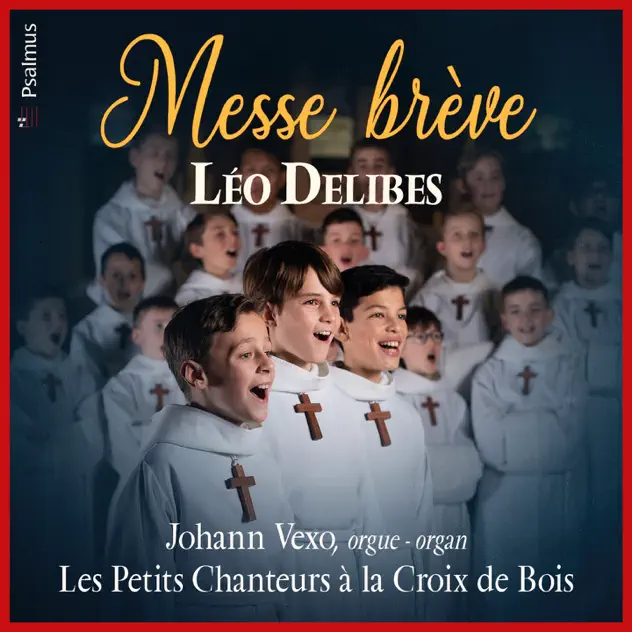 Psalmus
Messe brève
LÉO DELIBES
Johann Vexo, orgue - organ
Les Petits Chanteurs à la Croix de Bois